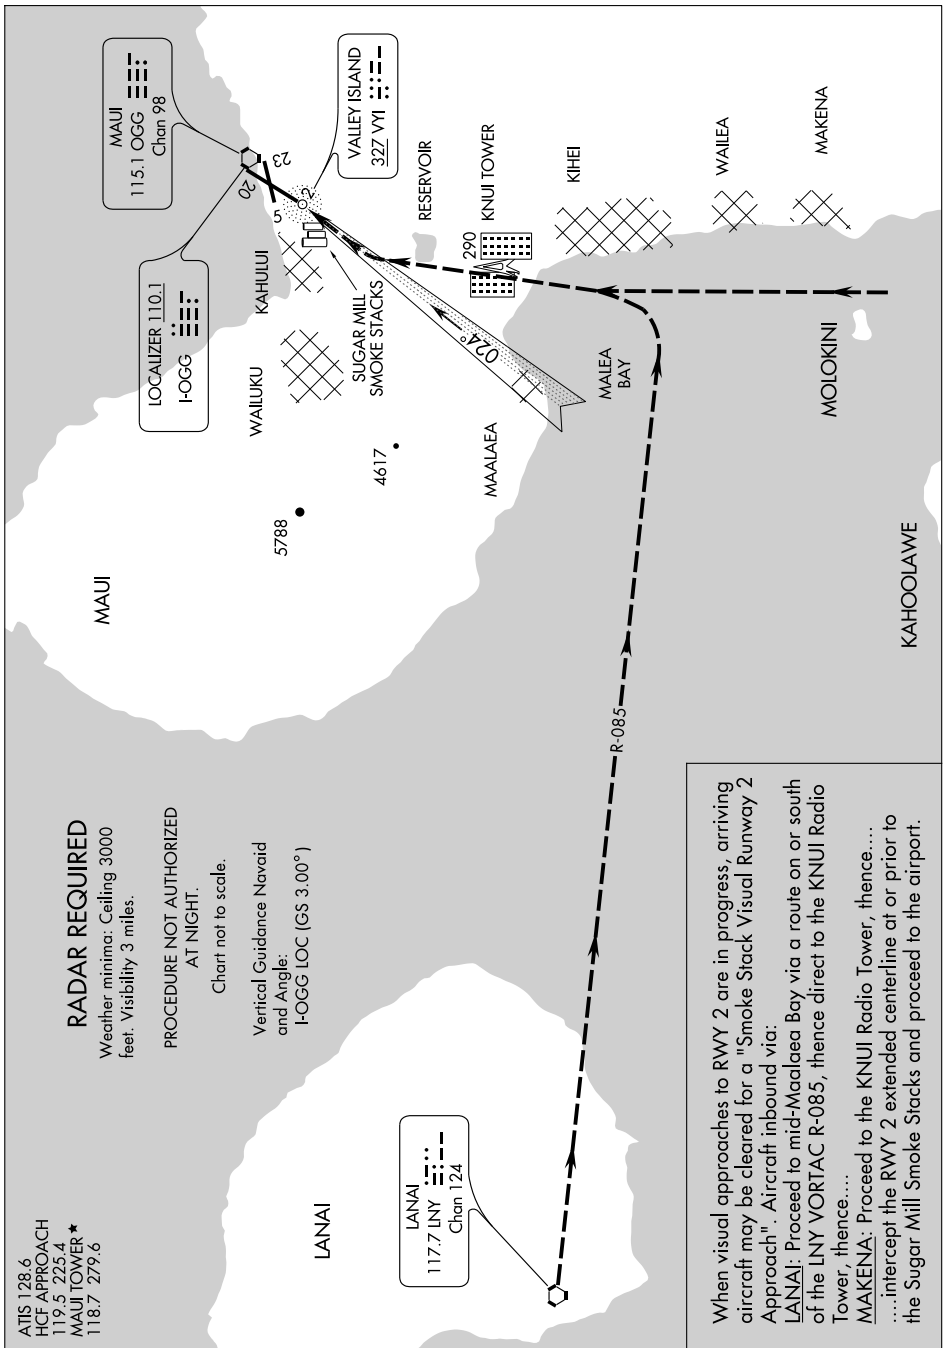 ATIS 128.6
HCF APPROACH
119.5 225.4
MAUI TOWER★
118.7 279.6
RADAR REQUIRED
Weather minima: Ceiling 3000
feet. Visibility 3 miles.
PROCEDURE NOT AUTHORIZED
AT NIGHT.
Chart not to scale.
Vertical Guidance Navaid
and Angle:
I-OGG LOC (GS 3.00°)
MAUI
LOCALIZER 110.1
I-OGG
MAUI
115.1 OGG
Chan 98
VALLEY ISLAND
327 VYI
20
23
5
2
KAHULUI
WAILUKU
SUGAR MILL
SMOKE STACKS
RESERVOIR
290
KNUI TOWER
KIHEI
WAILEA
MAKENA
5788
4617
024°
MAALAEA
MALEA
BAY
MOLOKINI
KAHOOLAWE
R-085
LANAI
LANAI
117.7 LNY
Chan 124
When visual approaches to RWY 2 are in progress, arriving
aircraft may be cleared for a "Smoke Stack Visual Runway 2
Approach". Aircraft inbound via:
LANAI: Proceed to mid-Maalaea Bay via a route on or south
of the LNY VORTAC R-085, thence direct to the KNUI Radio
Tower, thence....
MAKENA: Proceed to the KNUI Radio Tower, thence....
....intercept the RWY 2 extended centerline at or prior to
the Sugar Mill Smoke Stacks and proceed to the airport.